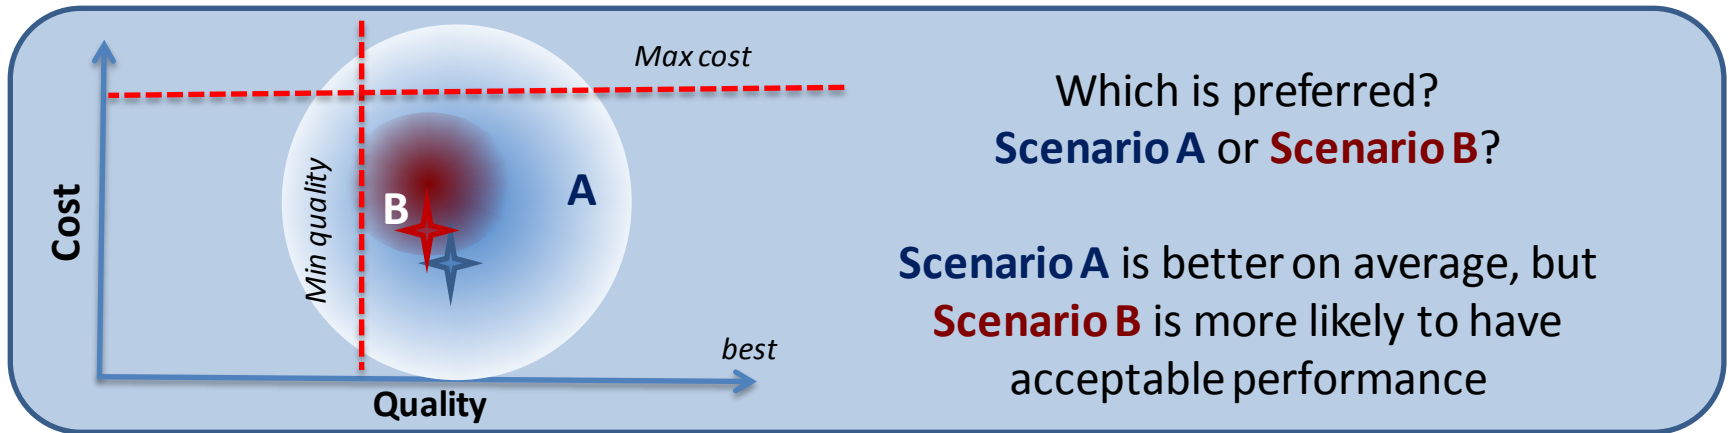 Max cost
Min quality
B
A
Cost
best
Quality
Which is preferred?
Scenario A or Scenario B?
Scenario A is better on average, but
Scenario B is more likely to have
acceptable performance